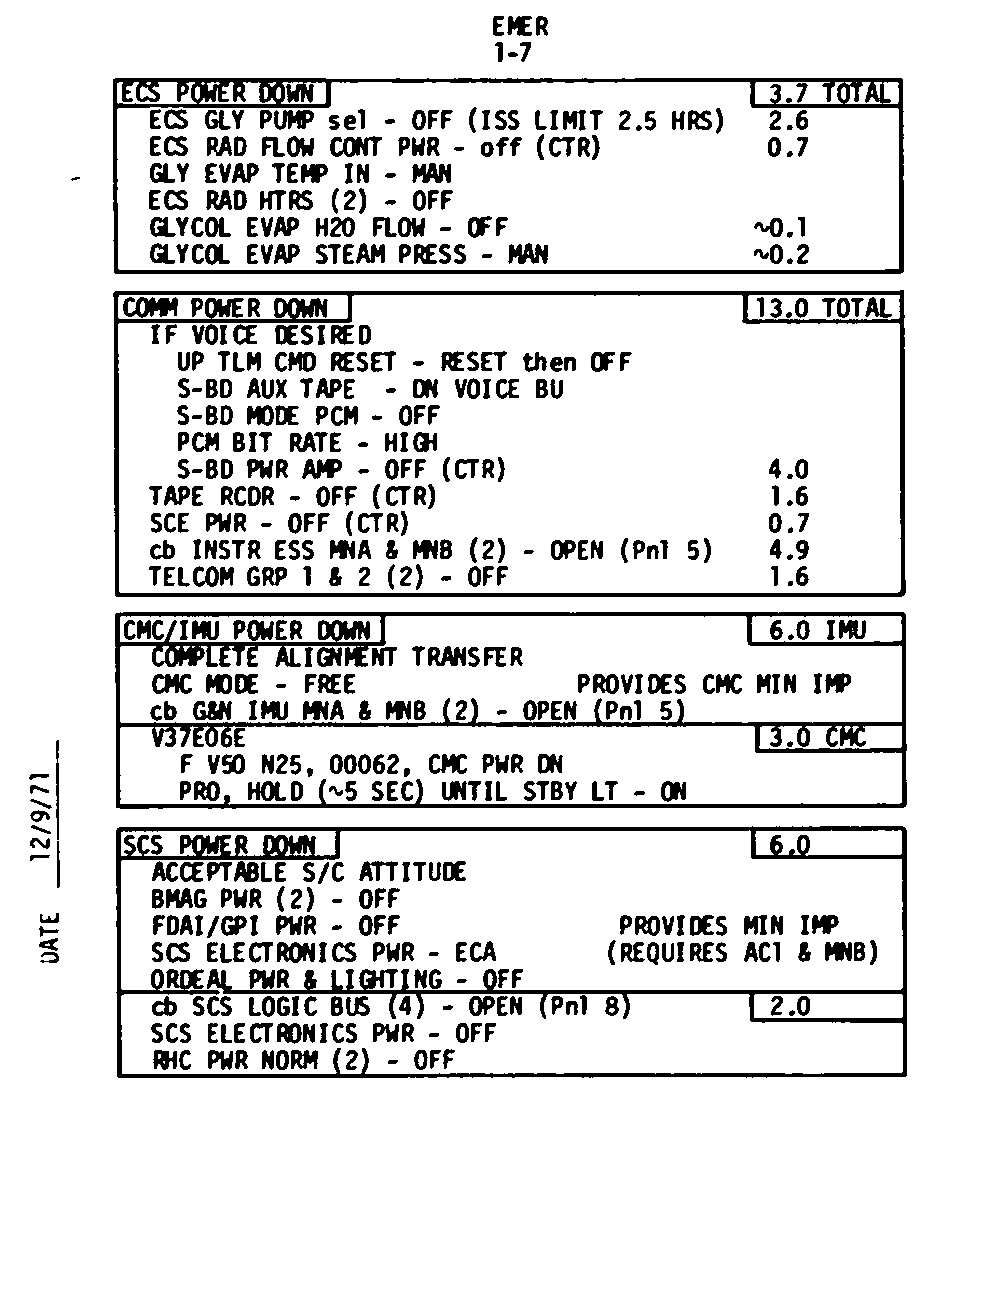 EMER
1-7
ECS POWER DOWN 3.7 TOTAL
ECS GLY PUMP sel - OFF (ISS LIMIT 2.5 HRS) 2.6
ECS RAD FLOW CONT PWR - off (CTR) 0.7
GLY EVAP TEMP IN - MAN
ECS RAD HTRS (2) - OFF
GLYCOL EVAP H2O FLOW - OFF ~0.1
GLYCOL EVAP STEAM PRESS - MAN ~0.2
COMM POWER DOWN 13.0 TOTAL
IF VOICE DESIRED
UP TLM CMD RESET - RESET then OFF
S-BD AUX TAPE - DN VOICE BU
S-BD MODE PCM - OFF
PCM BIT RATE - HIGH
S-BD PWR AMP - OFF (CTR) 4.0
TAPE RCDR - OFF (CTR) 1.6
SCE PWR - OFF (CTR) 0.7
cb INSTR ESS MNA & MNB (2) - OPEN (Pnl 5) 4.9
TELCOM GRP 1 & 2 (2) - OFF 1.6
CMC/IMU POWER DOWN 6.0 IMU
COMPLETE ALIGNMENT TRANSFER
CMC MODE - FREE PROVIDES CMC MIN IMP
cb G&N IMU MNA & MNB (2) - OPEN (Pnl 5)
V37E06E 3.0 CMC
F V50 N25, 00062, CMC PWR DN
PRO, HOLD (~5 SEC) UNTIL STBY LT - ON
SCS POWER DOWN 6.0
ACCEPTABLE S/C ATTITUDE
BMAG PWR (2) - OFF
FDAI/GPI PWR - OFF PROVIDES MIN IMP
SCS ELECTRONICS PWR - ECA (REQUIRES AC1 & MNB)
ORDEAL PWR & LIGHTING - OFF
cb SCS LOGIC BUS (4) - OPEN (Pnl 8) 2.0
SCS ELECTRONICS PWR - OFF
RHC PWR NORM (2) - OFF
DATE 12/9/71